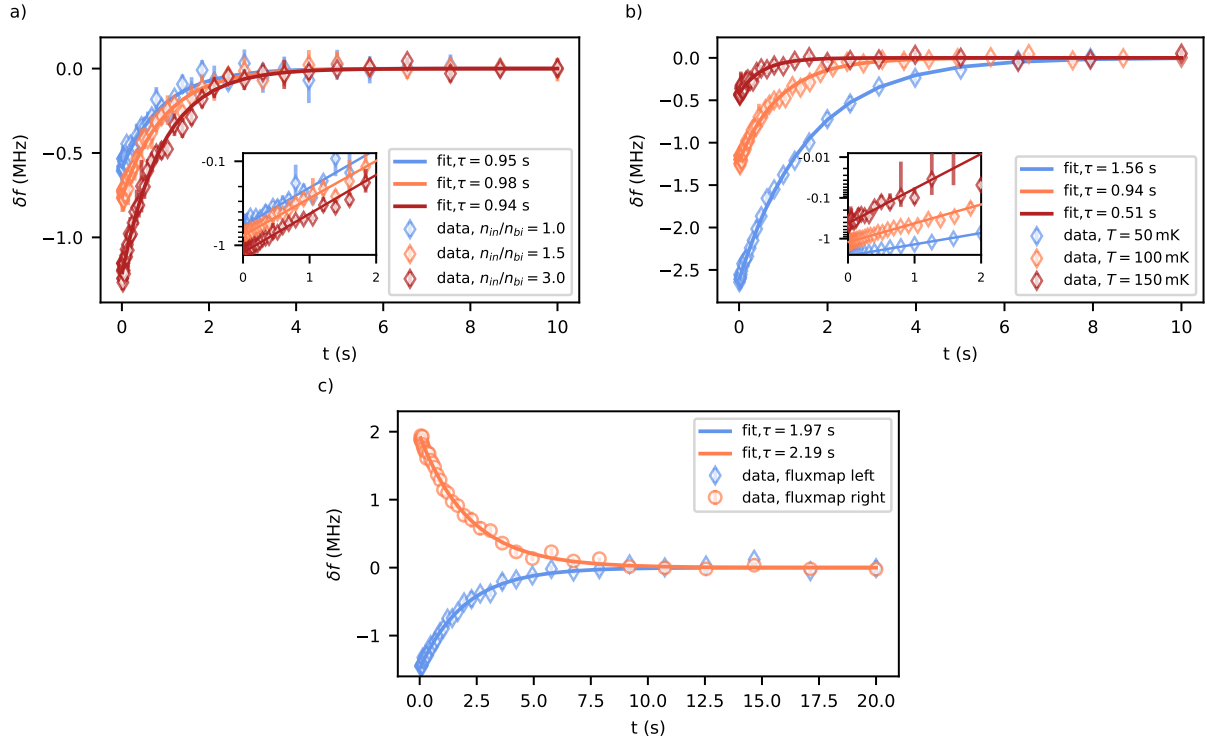 a)
δf (MHz)
0.0
−0.5
−1.0
0 2 4 6 8 10
t (s)
-0.1
-1
0 1 2
fit,τ = 0.95 s
fit,τ = 0.98 s
fit,τ = 0.94 s
data, n_in/n_bi = 1.0
data, n_in/n_bi = 1.5
data, n_in/n_bi = 3.0
b)
δf (MHz)
0.0
−0.5
−1.0
−1.5
−2.0
−2.5
0 2 4 6 8 10
t (s)
-0.01
-0.1
-1
0 1 2
fit,τ = 1.56 s
fit,τ = 0.94 s
fit,τ = 0.51 s
data, T = 50 mK
data, T = 100 mK
data, T = 150 mK
c)
δf (MHz)
2
1
0
−1
0.0 2.5 5.0 7.5 10.0 12.5 15.0 17.5 20.0
t (s)
fit,τ = 1.97 s
fit,τ = 2.19 s
data, fluxmap left
data, fluxmap right